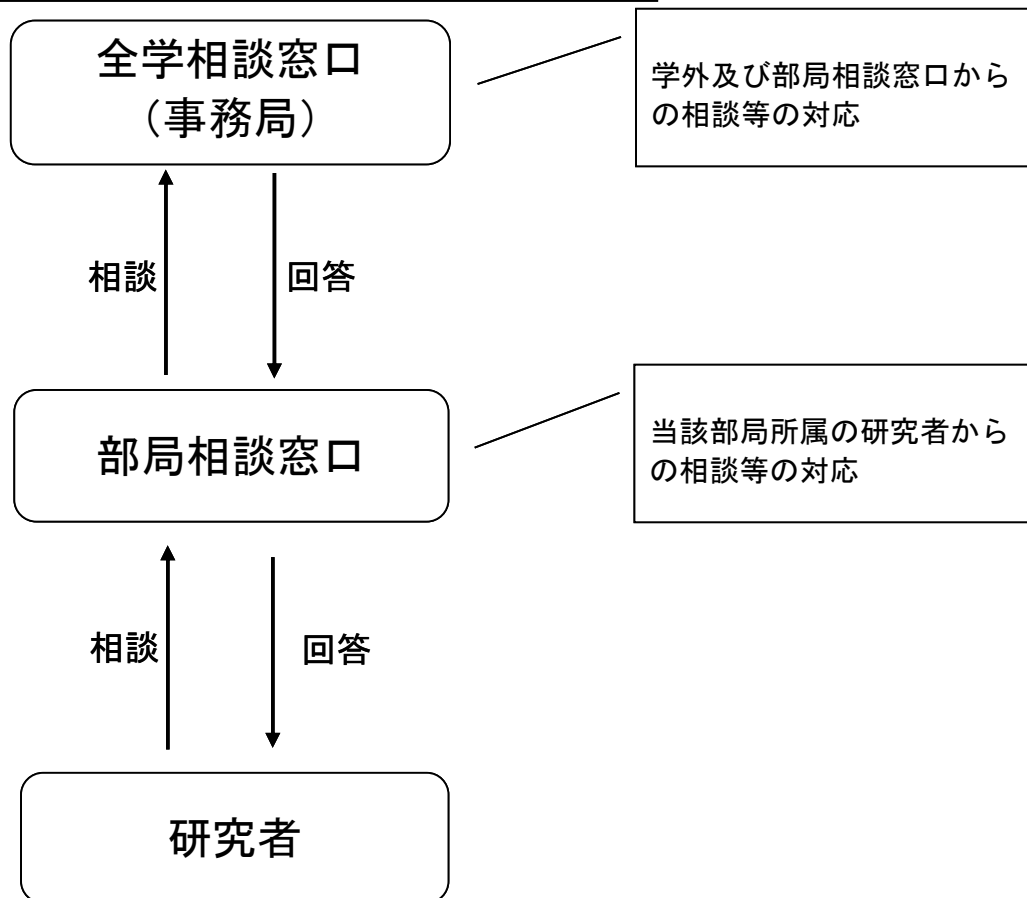 全学相談窓口
（事務局）
学外及び部局相談窓口から
の相談等の対応
相談
回答
部局相談窓口
当該部局所属の研究者から
の相談等の対応
相談
回答
研究者